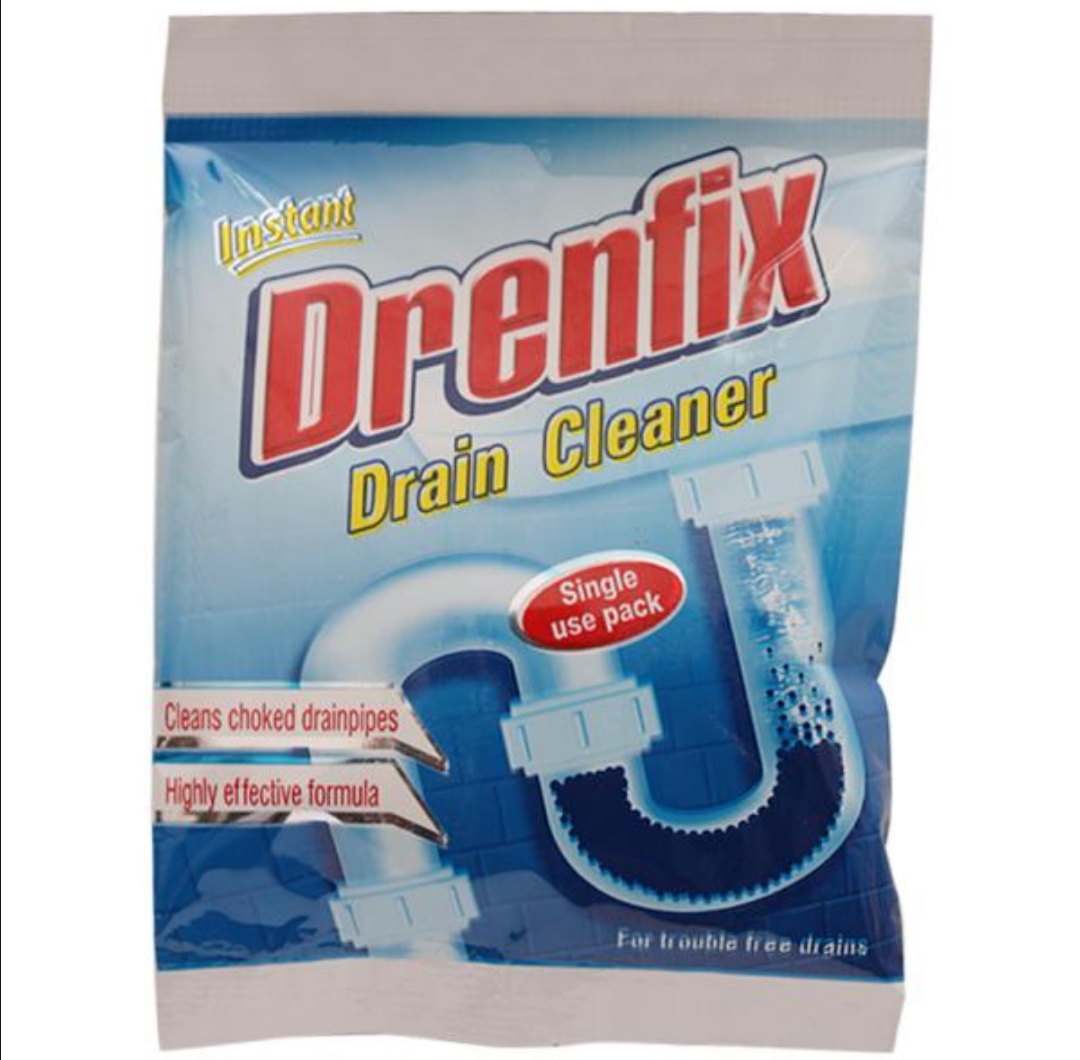 Instant
Drenfix
Drain Cleaner
Single
use pack
Cleans choked drainpipes
Highly effective formula
For trouble free drains